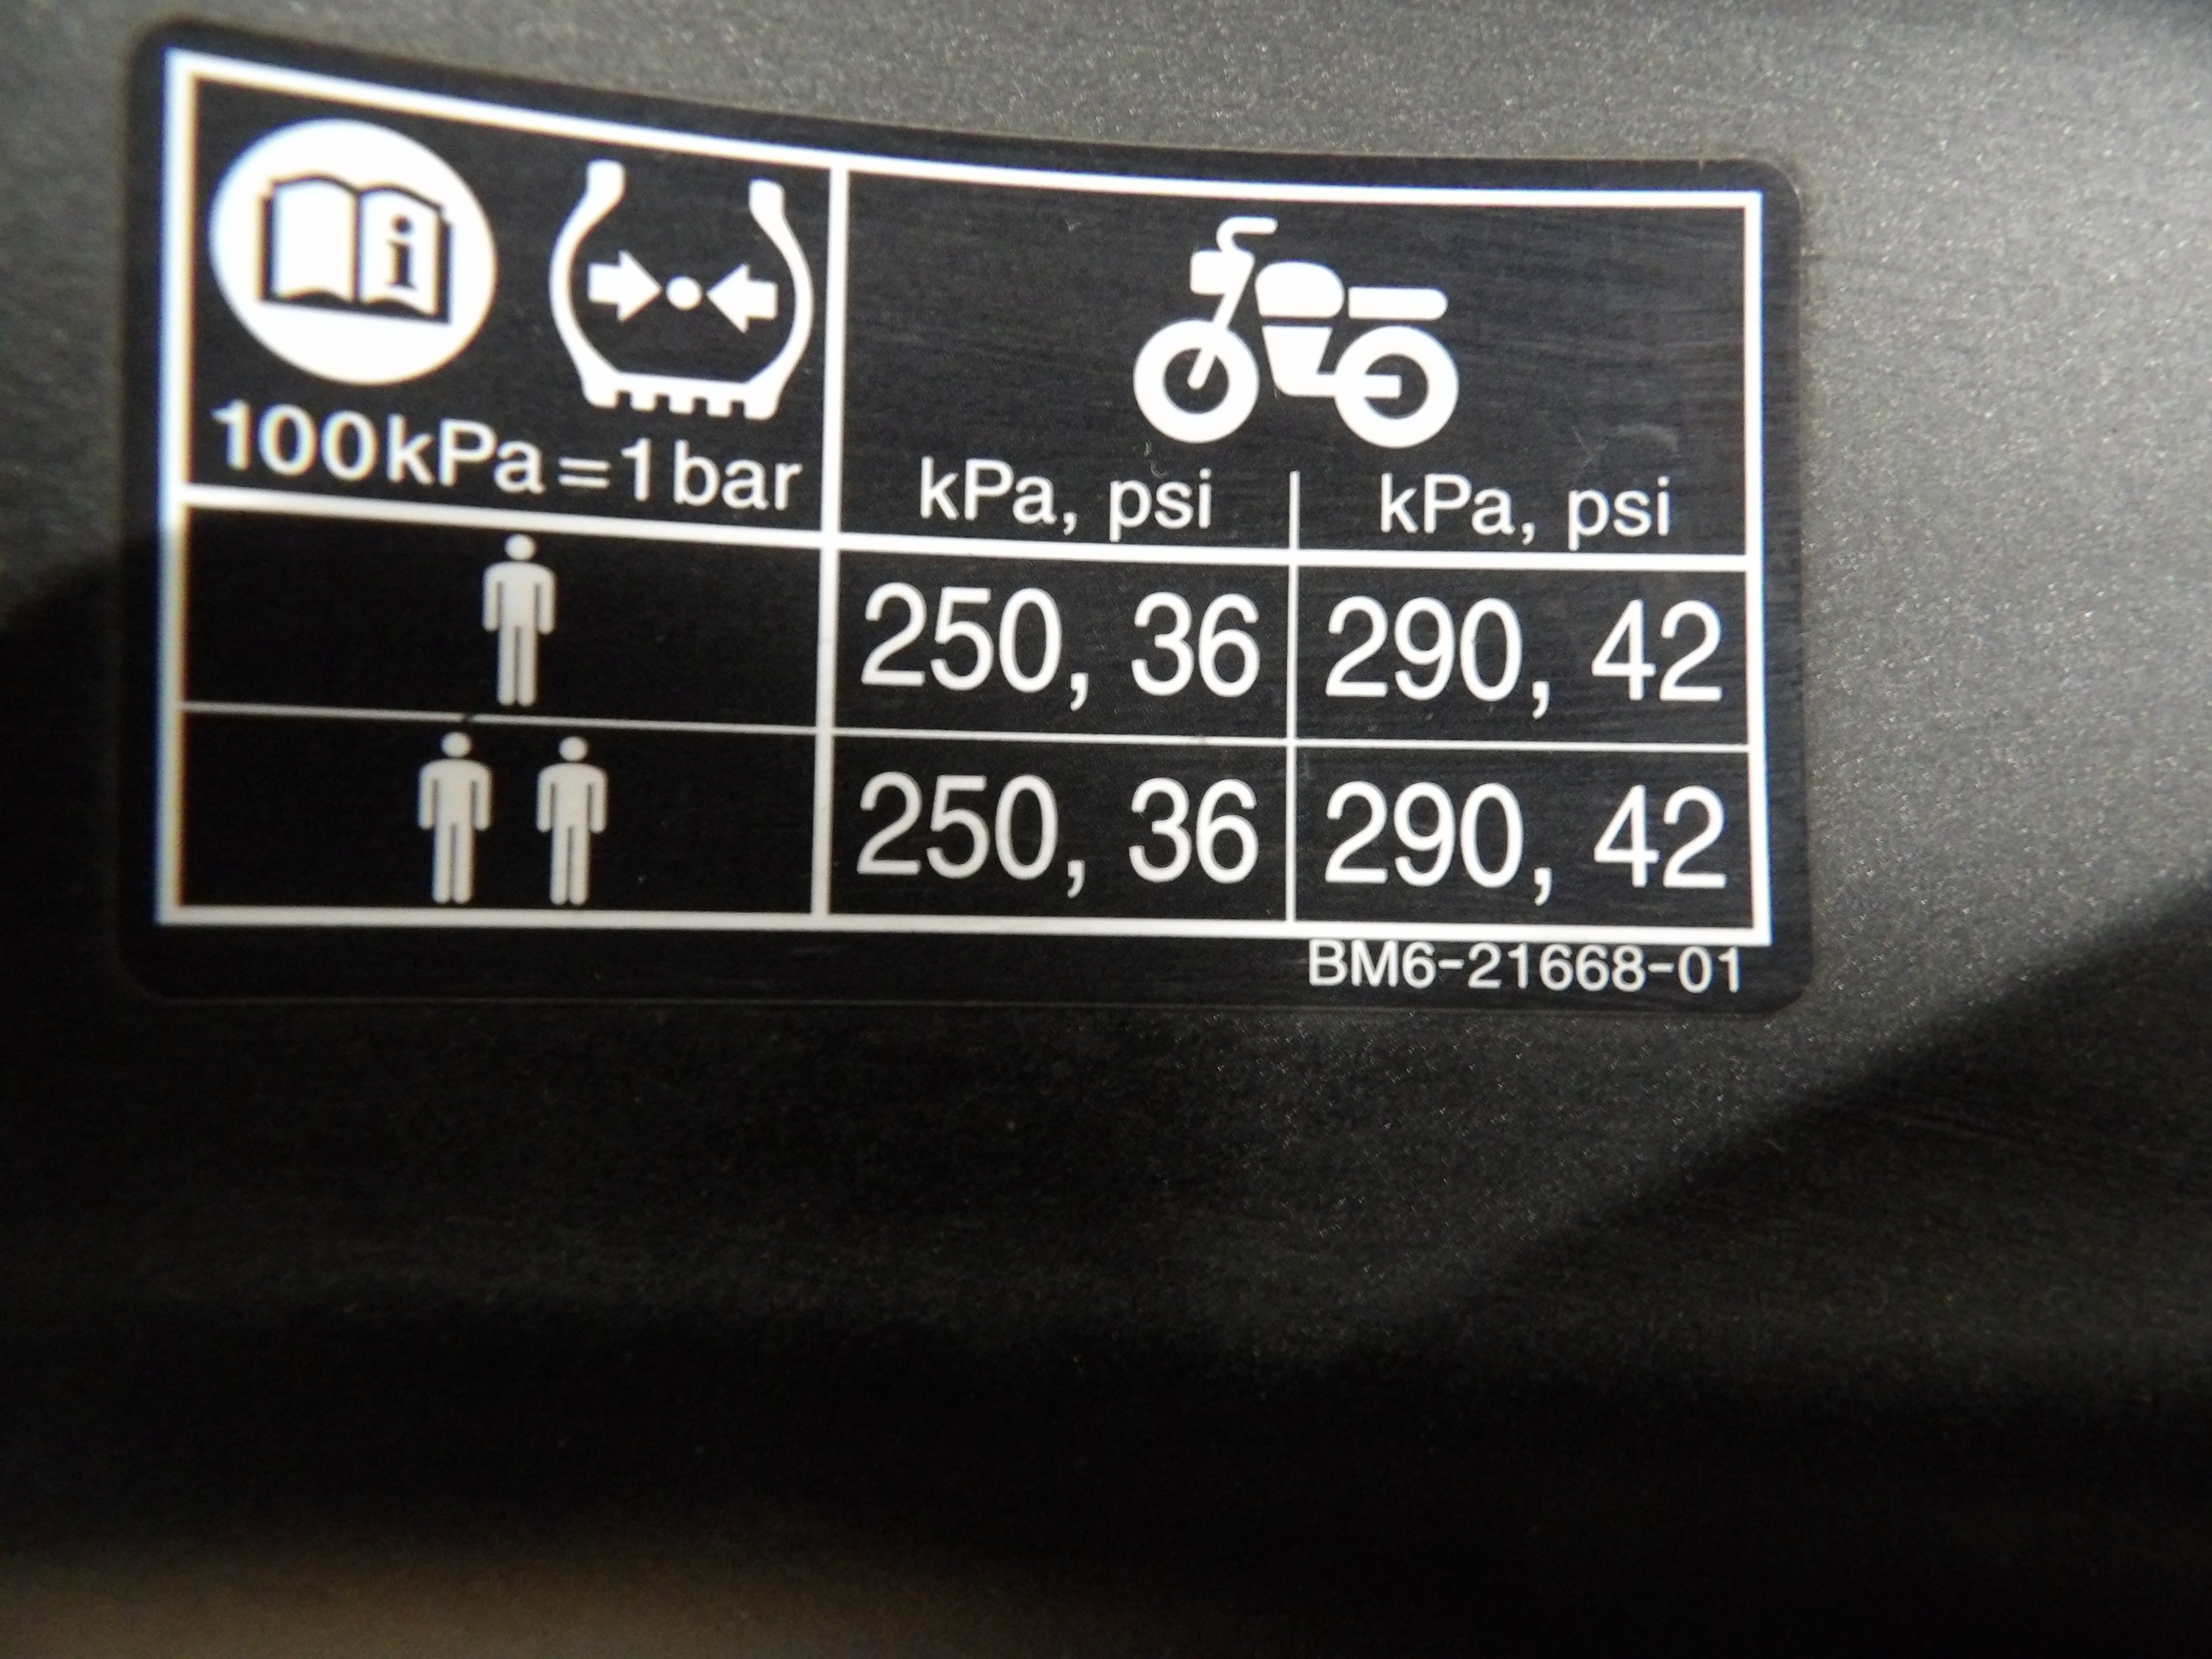 i
100kPa=1bar
kPa, psi kPa, psi
250, 36 290, 42
250, 36 290, 42
BM6-21668-01